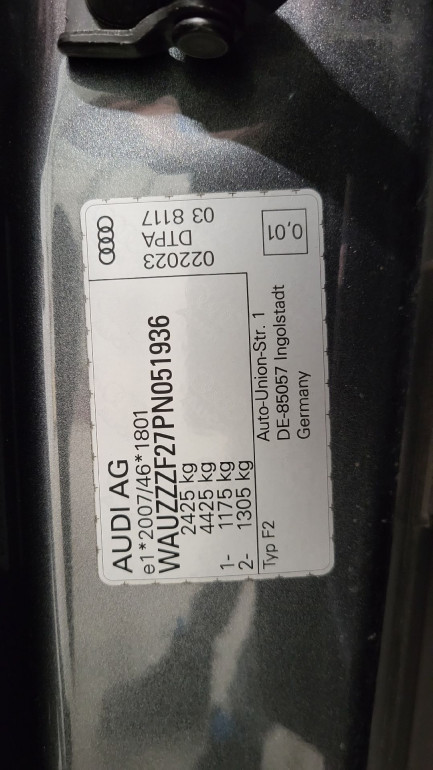 AUDI AG
e1*2007/46*1801
WAUZZZF27PN051936
2425 kg
4425 kg
1- 1175 kg
2- 1305 kg
Typ F2
Auto-Union-Str. 1
DE-85057 Ingolstadt
Germany
022023
DTPA
03 8117
0,01